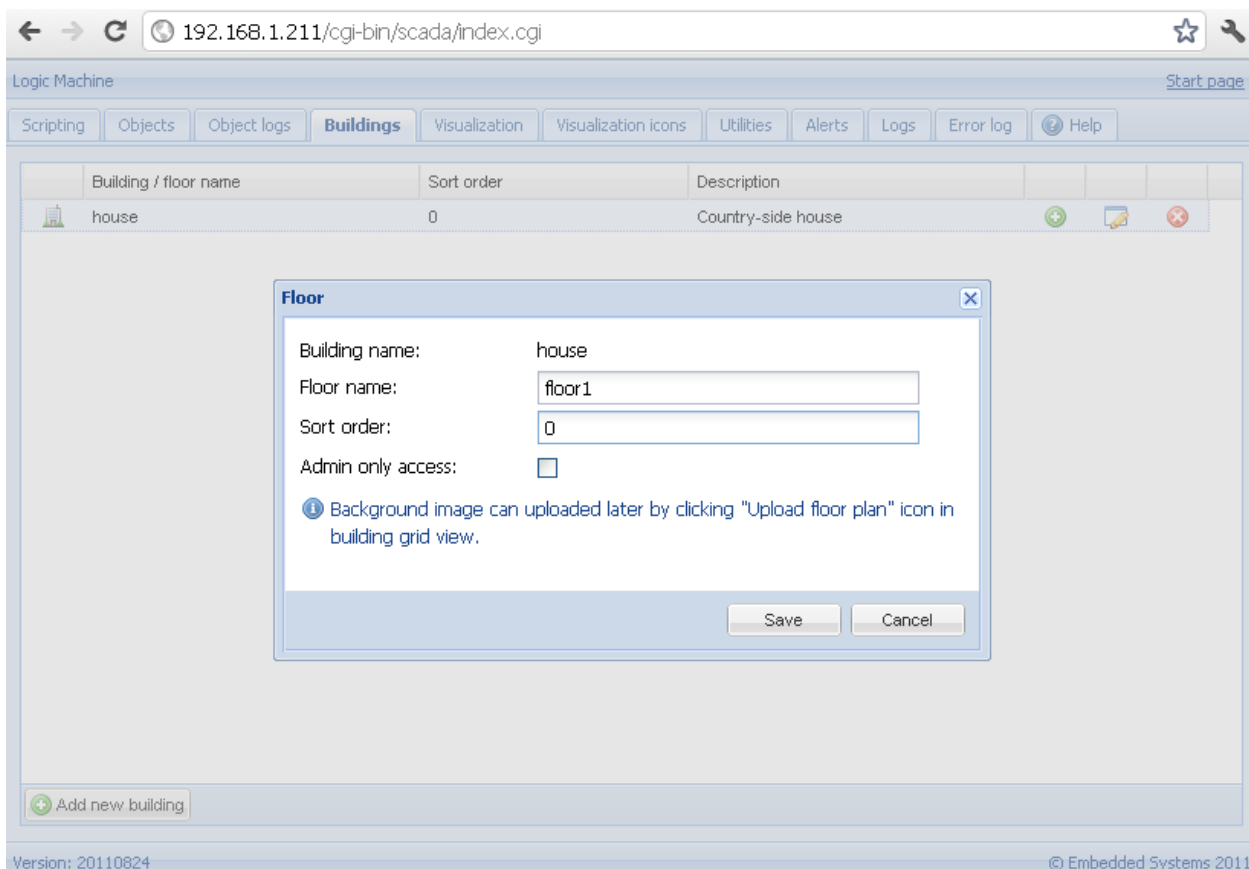 192.168.1.211/cgi-bin/scada/index.cgi
Logic Machine Start page
Scripting Objects Object logs Buildings Visualization Visualization icons Utilities Alerts Logs Error log Help
Building / floor name Sort order Description
house 0 Country-side house
Floor
Building name: house
Floor name: floor1
Sort order: 0
Admin only access:
Background image can uploaded later by clicking "Upload floor plan" icon in
building grid view.
Save Cancel
Add new building
Version: 20110824 © Embedded Systems 2011